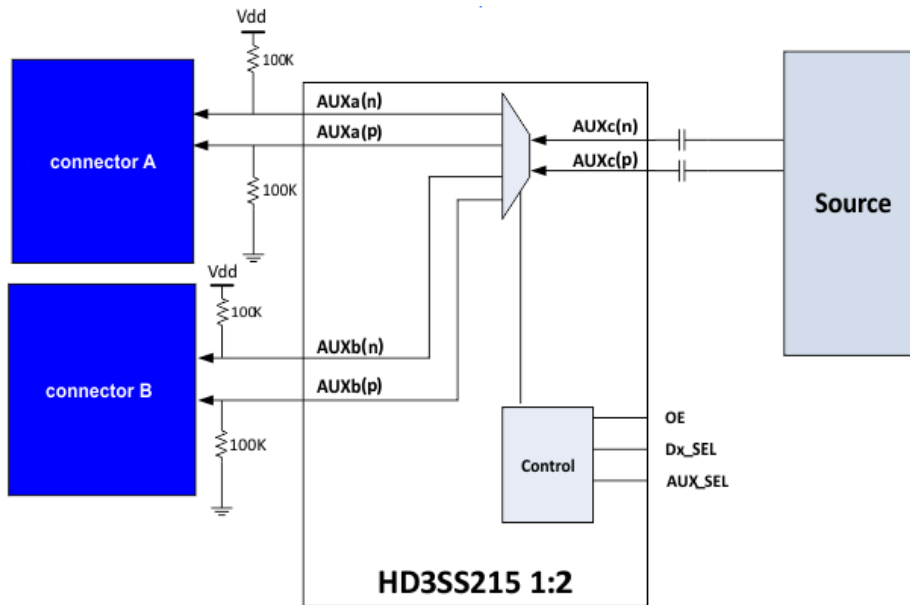 Vdd
100K
AUXa(n)
AUXa(p)
connector A
100K
AUXc(n)
AUXc(p)
Source
Vdd
100K
AUXb(n)
AUXb(p)
connector B
100K
OE
Dx_SEL
Control
AUX_SEL
HD3SS215 1:2